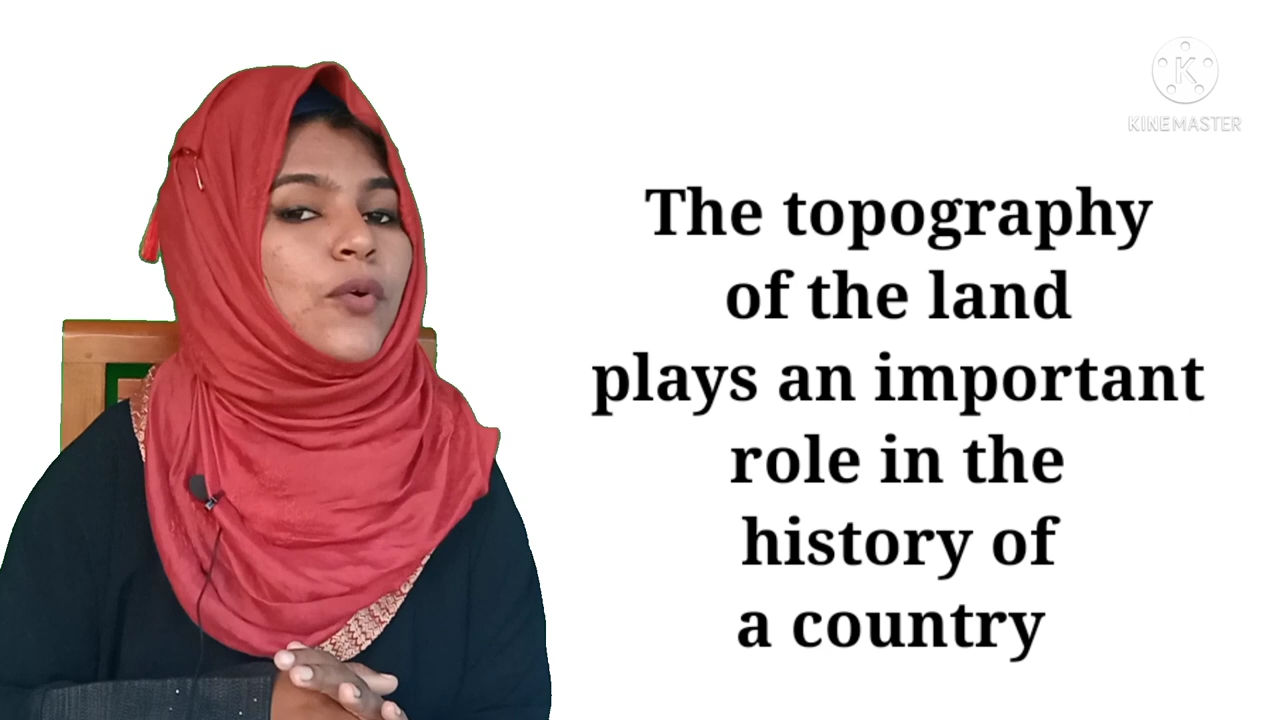 KINEMASTER
The topography
of the land
plays an important
role in the
history of
a country